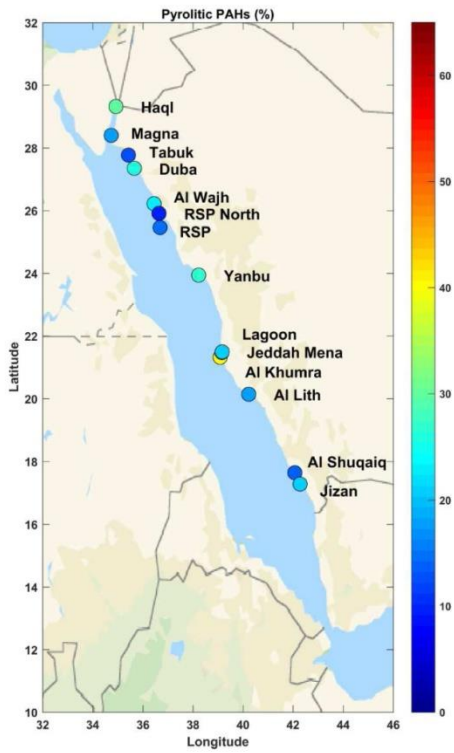 Pyrolitic PAHs (%)
32
30
28
26
24
22
20
18
16
14
12
10
Latitude
Haql
Magna
Tabuk
Duba
Al Wajh
RSP North
RSP
Yanbu
Lagoon
Jeddah Mena
Al Khumra
Al Lith
Al Shuqaiq
Jizan
32 34 36 38 40 42 44 46
Longitude
60
50
40
30
20
10
0